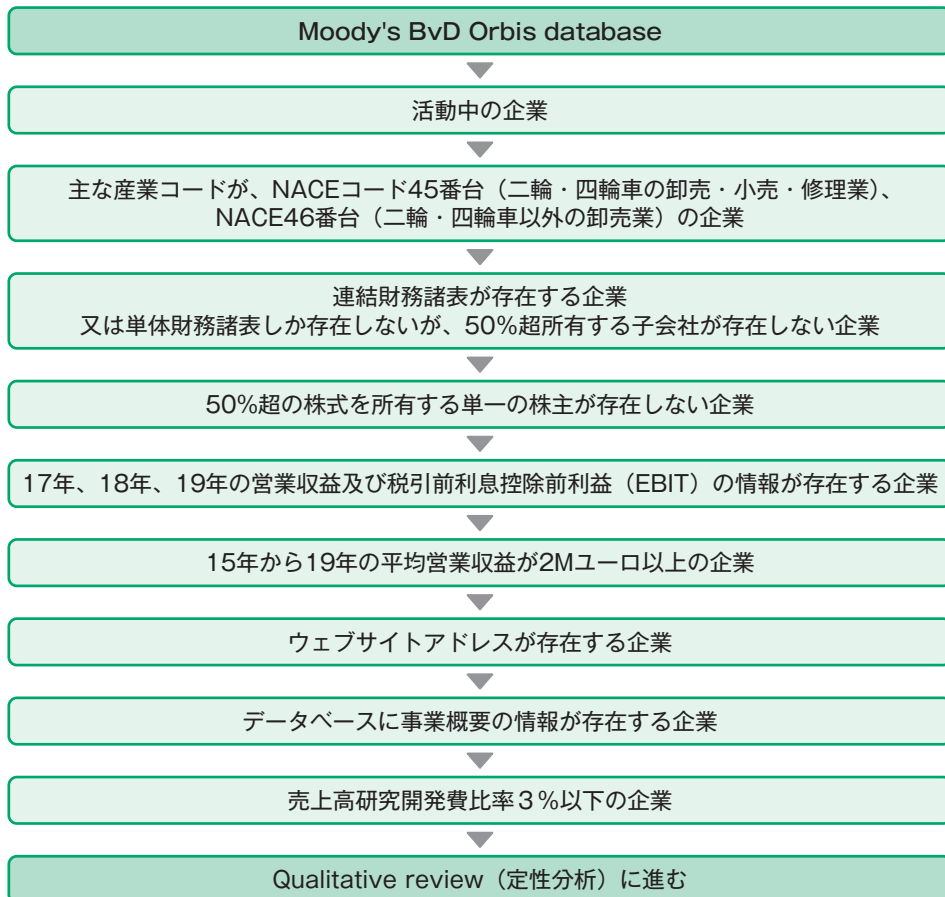 Moody's BvD Orbis database
活動中の企業
主な産業コードが、NACEコード45番台（二輪・四輪車の卸売・小売・修理業）、
NACE46番台（二輪・四輪車以外の卸売業）の企業
連結財務諸表が存在する企業
又は単体財務諸表しか存在しないが、50%超所有する子会社が存在しない企業
50%超の株式を所有する単一の株主が存在しない企業
17年、18年、19年の営業収益及び税引前利息控除前利益（EBIT）の情報が存在する企業
15年から19年の平均営業収益が2Mユーロ以上の企業
ウェブサイトアドレスが存在する企業
データベースに事業概要の情報が存在する企業
売上高研究開発費比率３%以下の企業
Qualitative review（定性分析）に進む